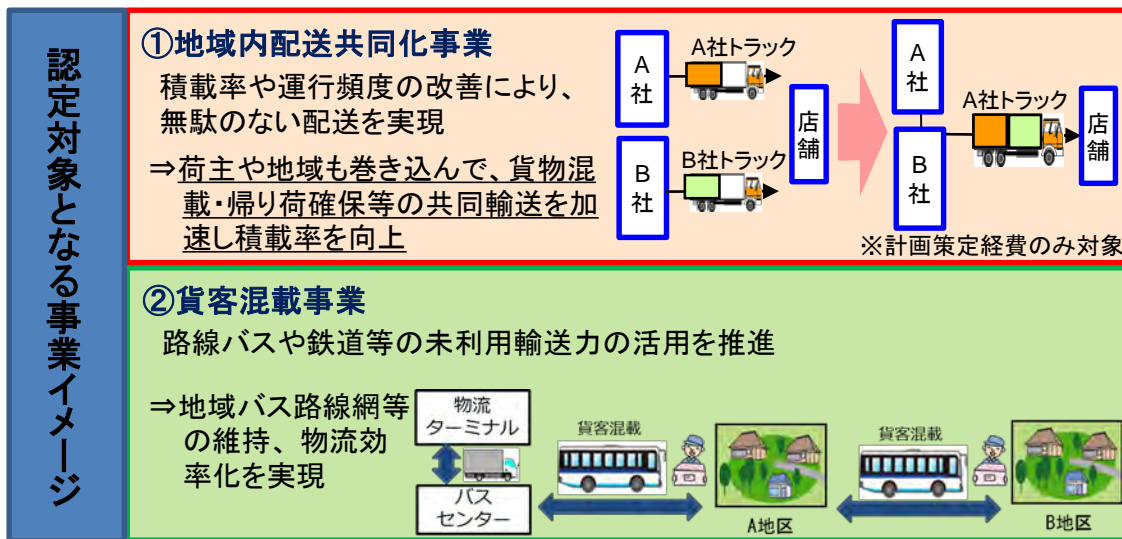 認定対象となる事業イメージ
①地域内配送共同化事業
積載率や運行頻度の改善により、
無駄のない配送を実現
⇒荷主や地域も巻き込んで、貨物混
載・帰り荷確保等の共同輸送を加
速し積載率を向上
A社
A社トラック
B社
B社トラック
店舗
A社
B社
A社トラック
店舗
※計画策定経費のみ対象
②貨客混載事業
路線バスや鉄道等の未利用輸送力の活用を推進
⇒地域バス路線網等
の維持、物流効
率化を実現
物流
ターミナル
バス
センター
貨客混載
A地区
貨客混載
B地区